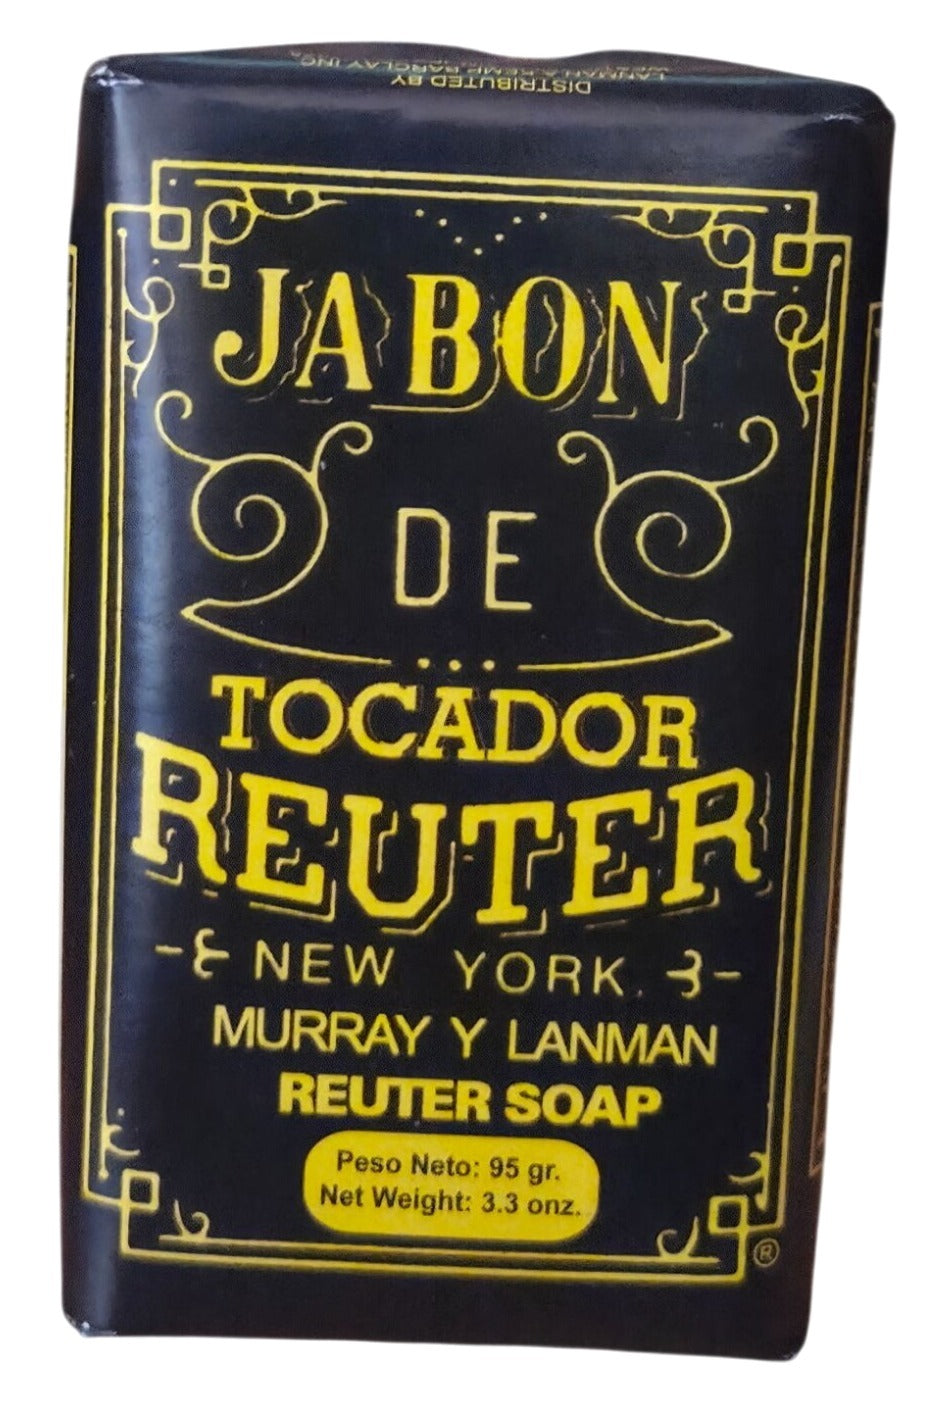 DISTRIBUTED BY
JABON
DE
TOCADOR
REUTER
NEW YORK.
MURRAY Y LANMAN
REUTER SOAP
Peso Neto: 95 gr.
Net Weight: 3.3 onz.
®